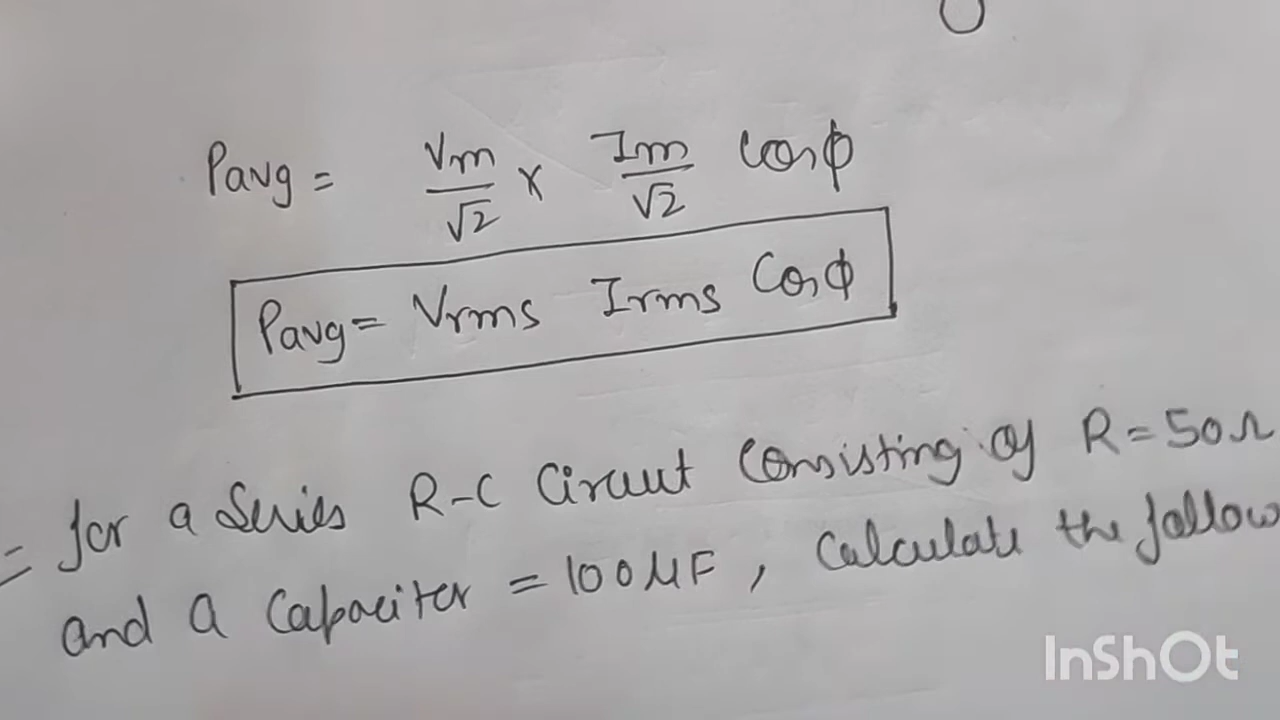 Pavg = Vm/√2 x Im/√2 Cosϕ
Pavg = Vrms Irms Cosϕ
= for a Series R-C Circuit Consisting of R = 50Ω
and a Capaciter = 100μF, Calculate the follow
InShOt